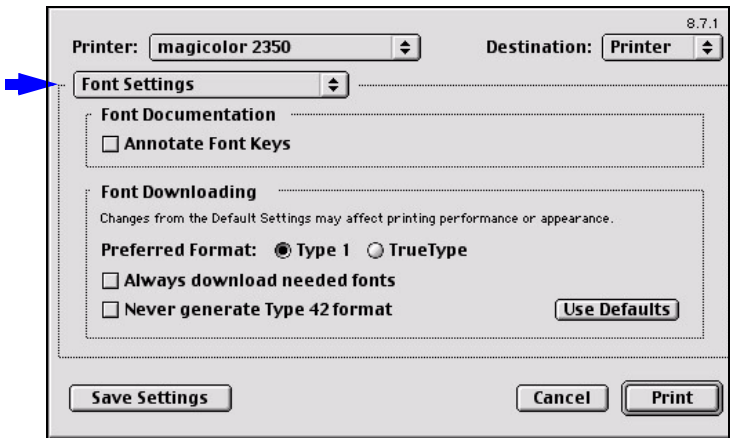 8.7.1
Printer: magicolor 2350 Destination: Printer
Font Settings
Font Documentation
Annotate Font Keys
Font Downloading
Changes from the Default Settings may affect printing performance or appearance.
Preferred Format: Type 1 TrueType
Always download needed fonts
Never generate Type 42 format Use Defaults
Save Settings Cancel Print